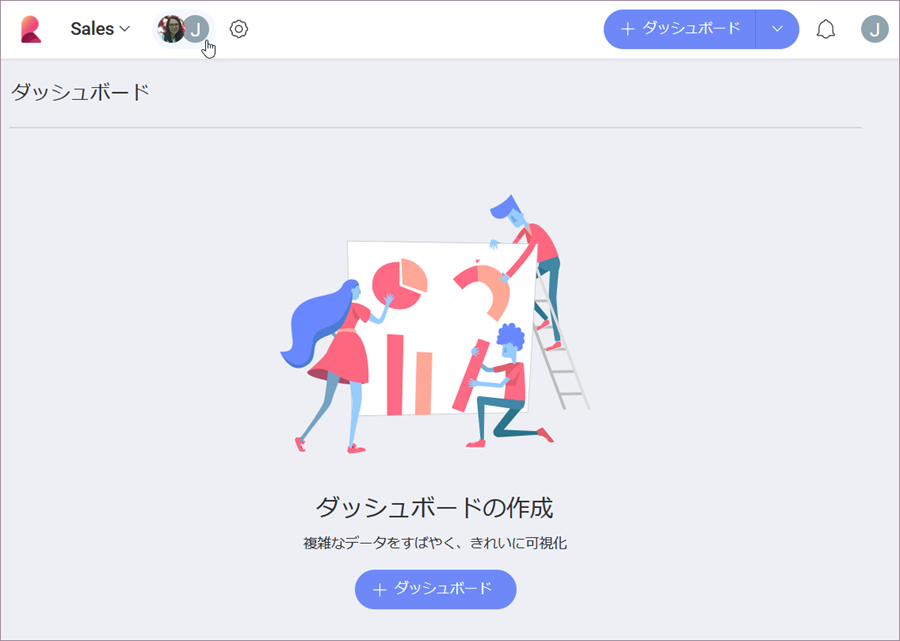 Sales
J
＋ ダッシュボード
J
ダッシュボード
ダッシュボードの作成
複雑なデータをすばやく、きれいに可視化
＋ ダッシュボード